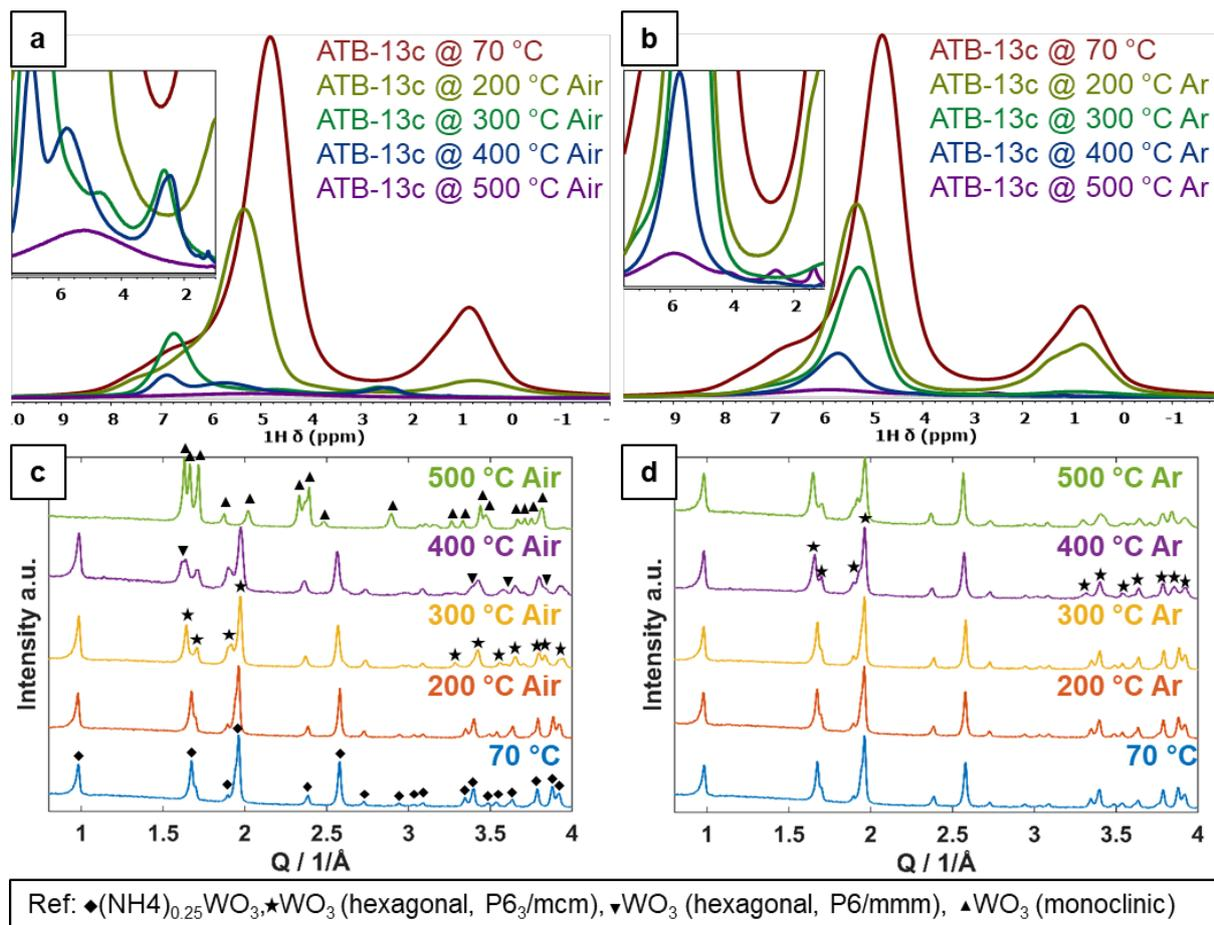 a
ATB-13c @ 70 °C
ATB-13c @ 200 °C Air
ATB-13c @ 300 °C Air
ATB-13c @ 400 °C Air
ATB-13c @ 500 °C Air
6 4 2
.0 9 8 7 6 5 4 3 2 1 0 -1 -
1H δ (ppm)
b
ATB-13c @ 70 °C
ATB-13c @ 200 °C Ar
ATB-13c @ 300 °C Ar
ATB-13c @ 400 °C Ar
ATB-13c @ 500 °C Ar
6 4 2
9 8 7 6 5 4 3 2 1 0 -1
1H δ (ppm)
c
500 °C Air
400 °C Air
300 °C Air
200 °C Air
70 °C
Intensity a.u.
1 1.5 2 2.5 3 3.5 4
Q / 1/Å
d
500 °C Ar
400 °C Ar
300 °C Ar
200 °C Ar
70 °C
Intensity a.u.
1 1.5 2 2.5 3 3.5 4
Q / 1/Å
Ref: ◆(NH4)₀.₂₅WO₃,★WO₃ (hexagonal, P6₃/mcm), ▼WO₃ (hexagonal, P6/mmm), ▲WO₃ (monoclinic)